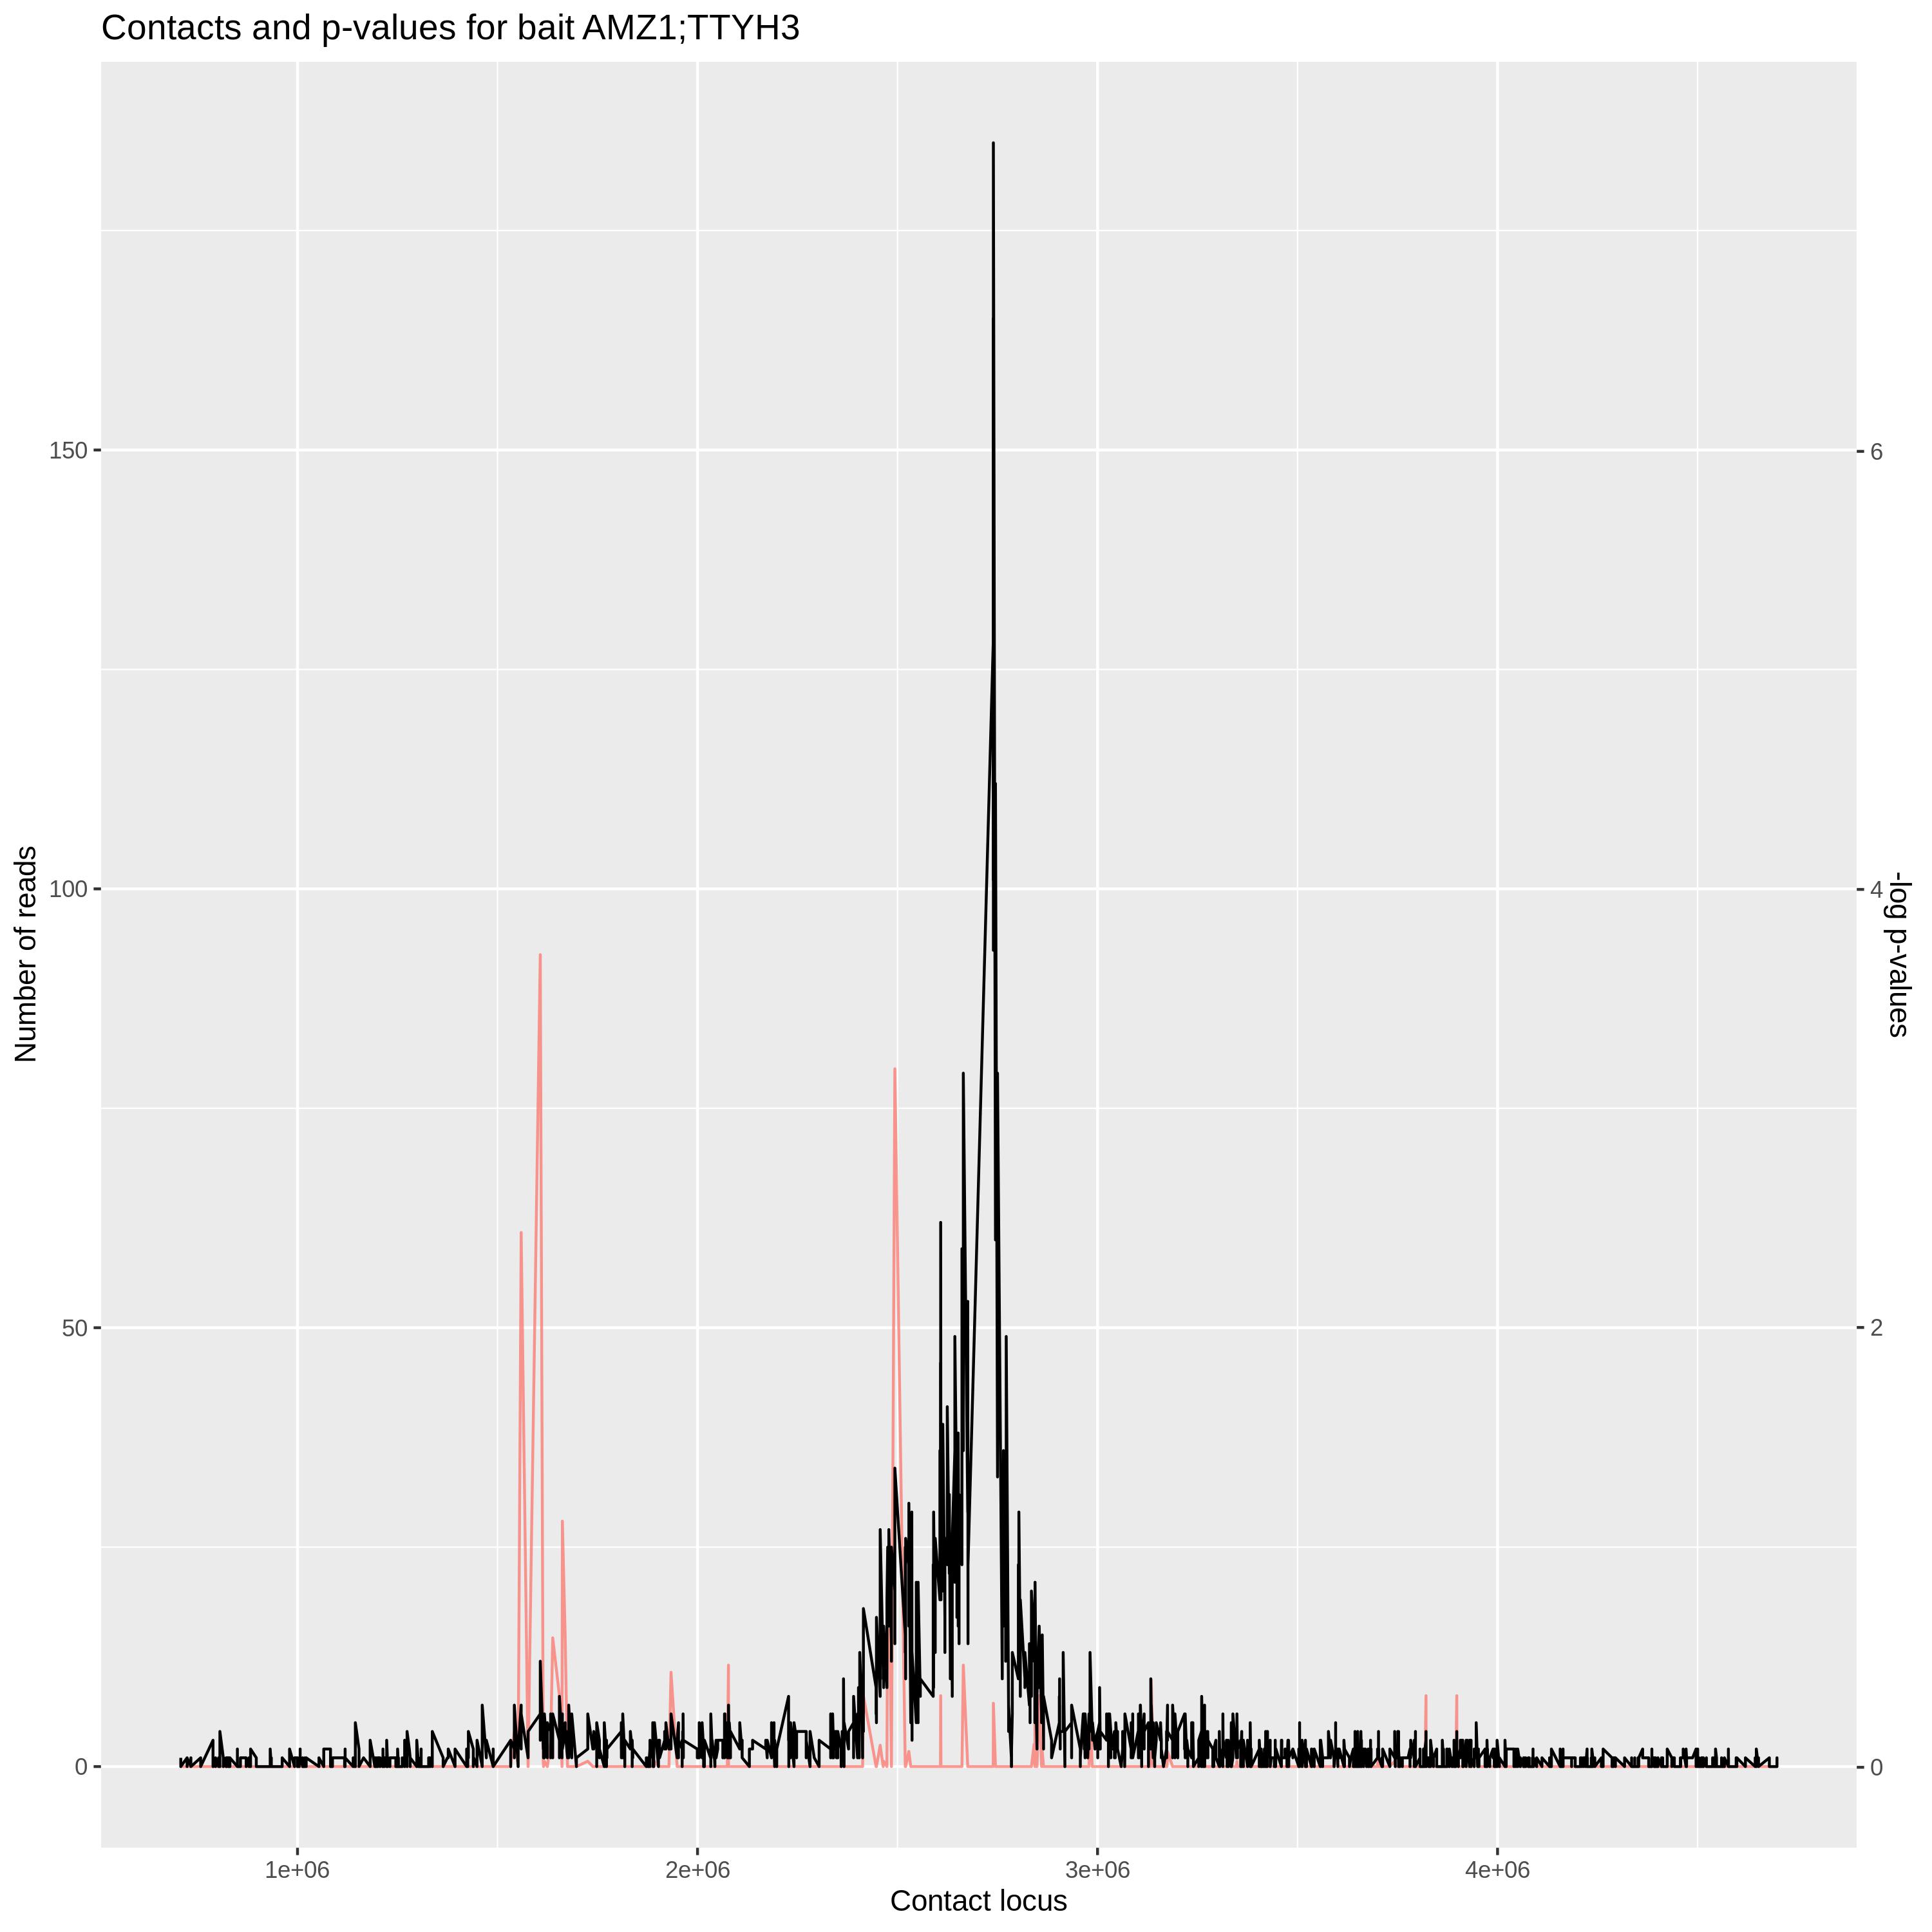 Contacts and p-values for bait AMZ1;TTYH3
150
100
50
0
6
4
2
0
Number of reads
-log p-values
1e+06
2e+06
3e+06
4e+06
Contact locus